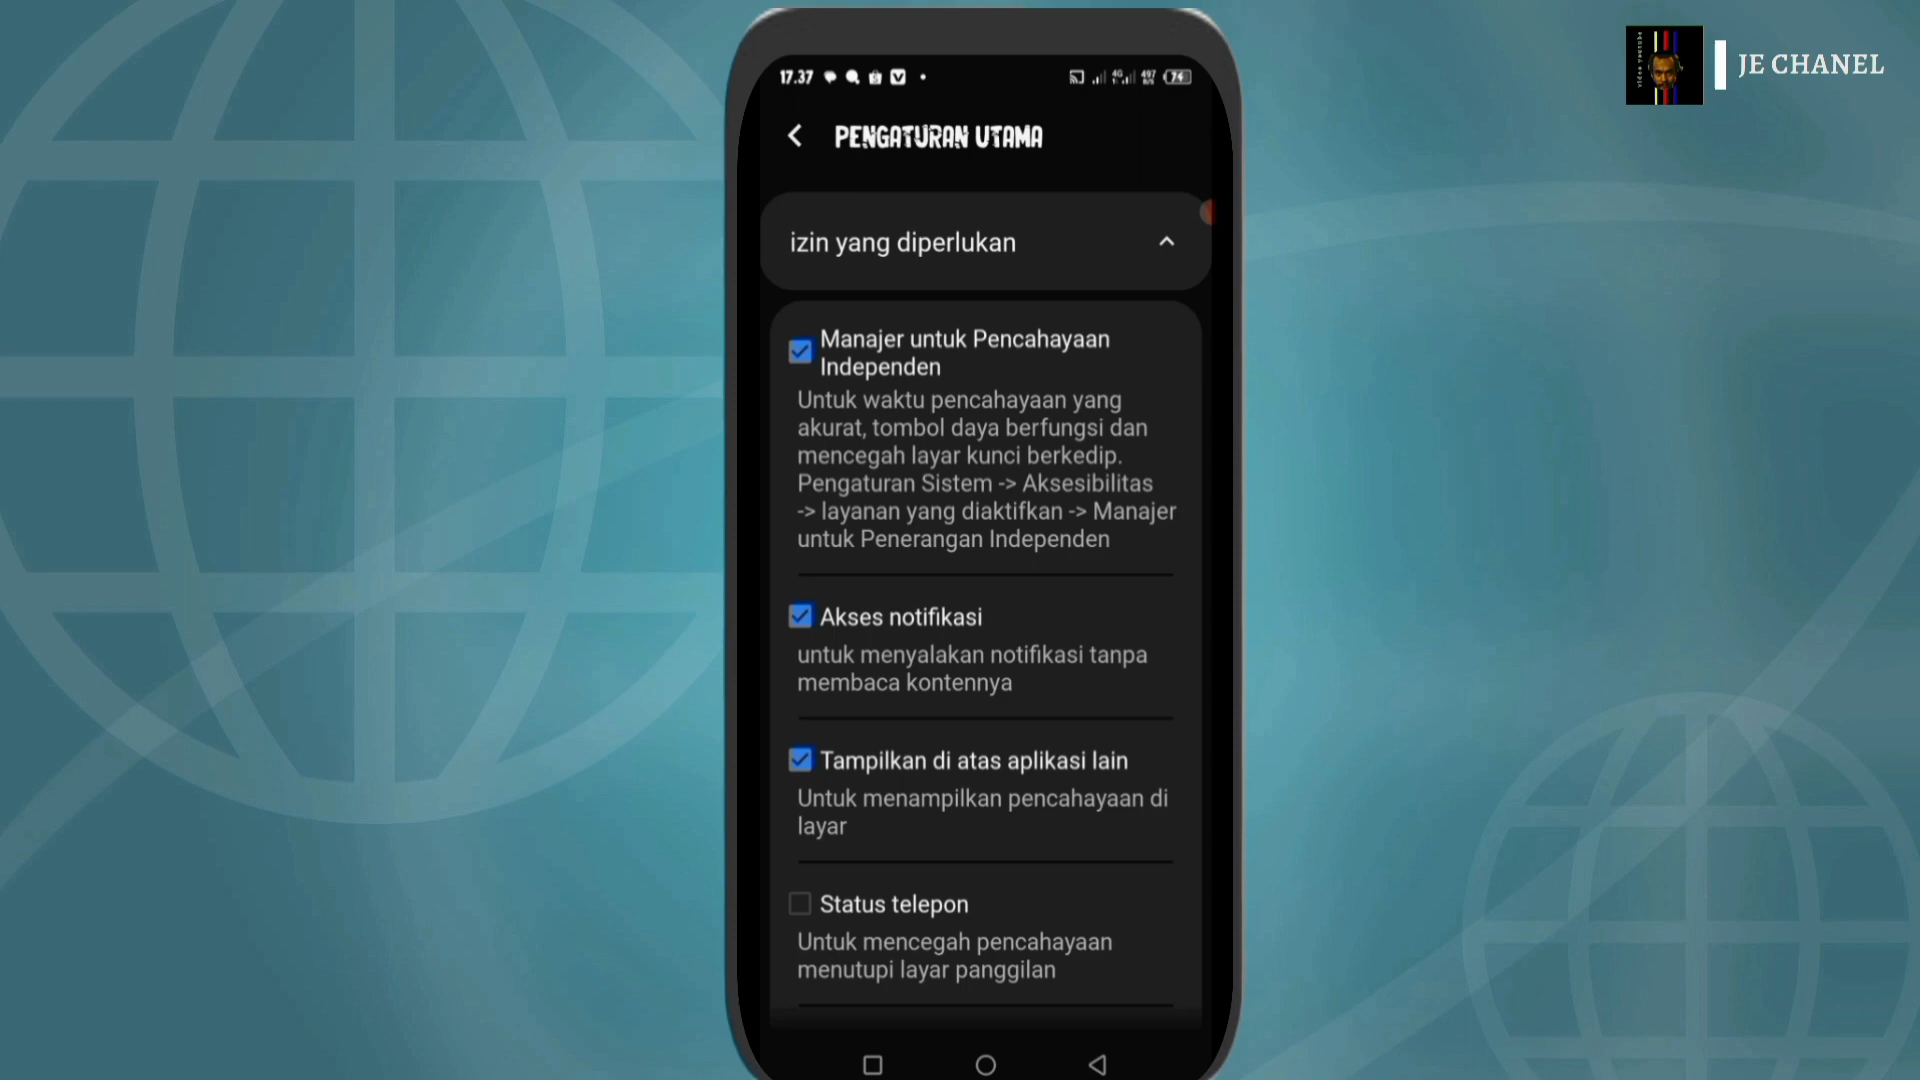 JE CHANEL
17.37
4G
497
B/s
74
PENGATURAN UTAMA
izin yang diperlukan
Manajer untuk Pencahayaan
Independen
Untuk waktu pencahayaan yang
akurat, tombol daya berfungsi dan
mencegah layar kunci berkedip.
Pengaturan Sistem -> Aksesibilitas
-> layanan yang diaktifkan -> Manajer
untuk Penerangan Independen
Akses notifikasi
untuk menyalakan notifikasi tanpa
membaca kontennya
Tampilkan di atas aplikasi lain
Untuk menampilkan pencahayaan di
layar
Status telepon
Untuk mencegah pencahayaan
menutupi layar panggilan